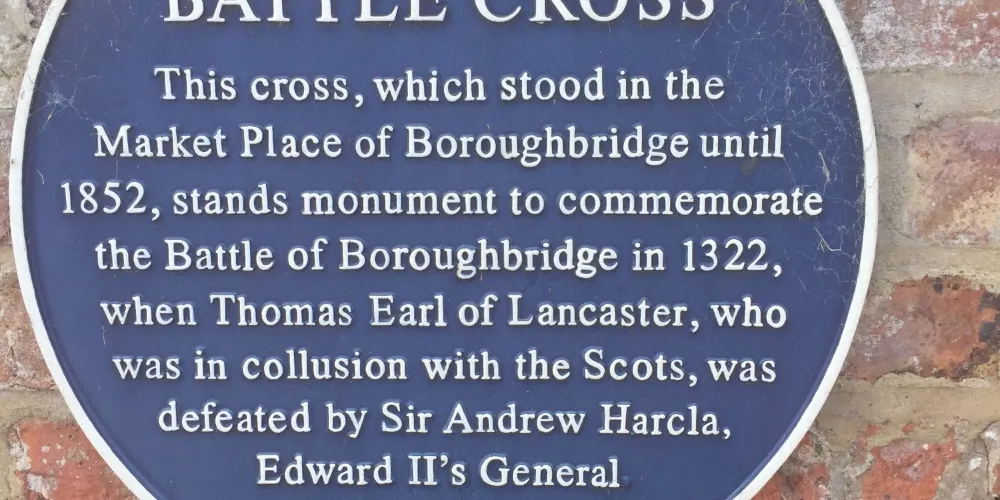 BATTLE CROSS
This cross, which stood in the
Market Place of Boroughbridge until
1852, stands monument to commemorate
the Battle of Boroughbridge in 1322,
when Thomas Earl of Lancaster, who
was in collusion with the Scots, was
defeated by Sir Andrew Harcla,
Edward II's General